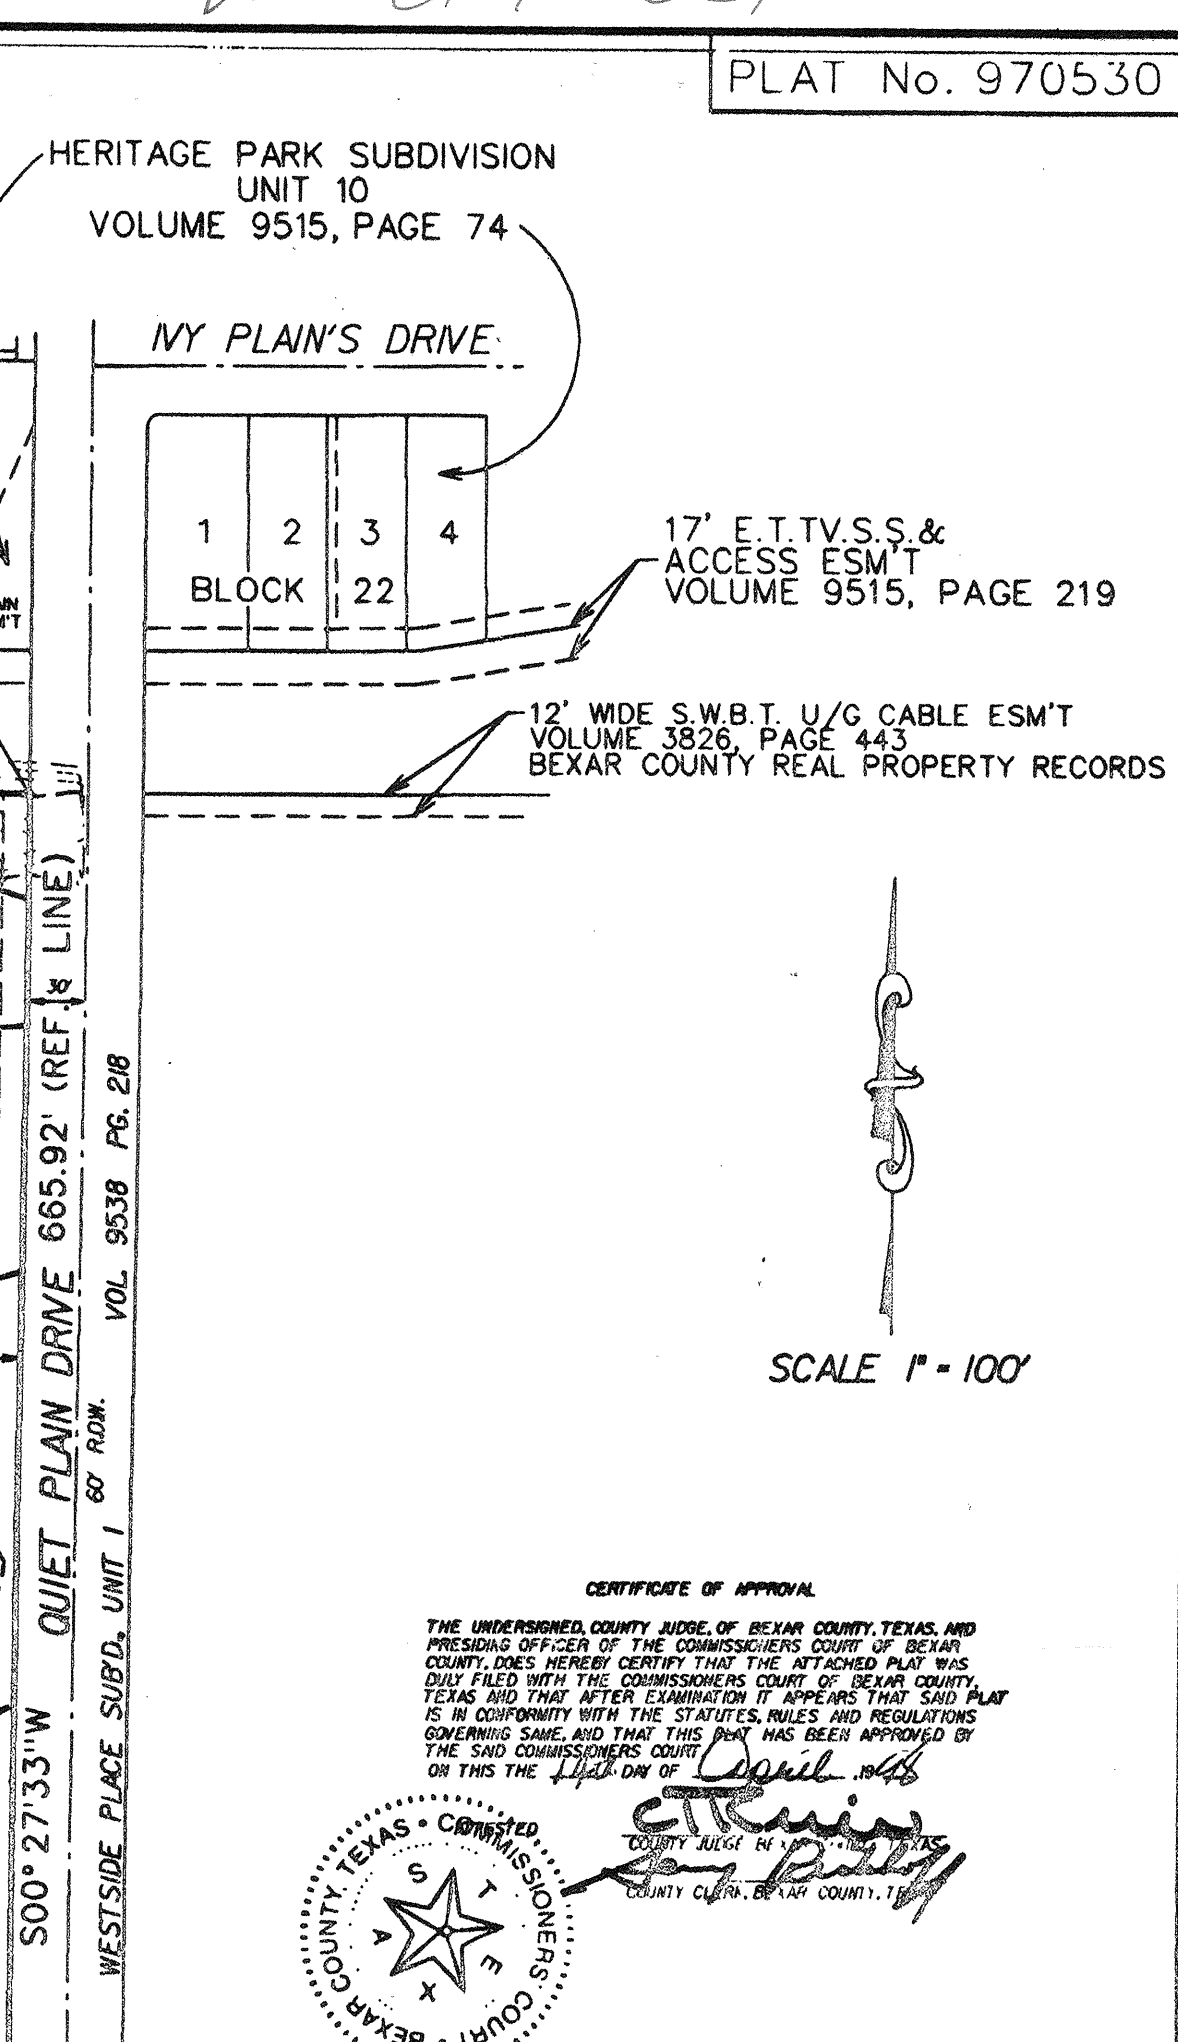 PLAT No. 970530
HERITAGE PARK SUBDIVISION
UNIT 10
VOLUME 9515, PAGE 74
IVY PLAIN'S DRIVE
1 2 3 4
BLOCK 22
17' E.T.TV.S.S.&
ACCESS ESM'T
VOLUME 9515, PAGE 219
12' WIDE S.W.B.T. U/G CABLE ESM'T
VOLUME 3826, PAGE 443
BEXAR COUNTY REAL PROPERTY RECORDS
30'
S00°27'33"W QUIET PLAIN DRIVE 665.92' (REF. LINE)
60' R.O.W.
WESTSIDE PLACE SUB'D., UNIT 1 VOL. 9538 PG. 218
SCALE 1" = 100'
CERTIFICATE OF APPROVAL
THE UNDERSIGNED, COUNTY JUDGE, OF BEXAR COUNTY, TEXAS, AND
PRESIDING OFFICER OF THE COMMISSIONERS COURT OF BEXAR
COUNTY, DOES HEREBY CERTIFY THAT THE ATTACHED PLAT WAS
DULY FILED WITH THE COMMISSIONERS COURT OF BEXAR COUNTY,
TEXAS AND THAT AFTER EXAMINATION IT APPEARS THAT SAID PLAT
IS IN CONFORMITY WITH THE STATUTES, RULES AND REGULATIONS
GOVERNING SAME, AND THAT THIS PLAT HAS BEEN APPROVED BY
THE SAID COMMISSIONERS COURT
ON THIS THE 14th DAY OF April 1998
ATTESTED
COUNTY JUDGE BEXAR TEXAS
COUNTY CLERK, BEXAR COUNTY,
COMMISSIONERS' COURT BEXAR COUNTY, TEXAS
STEXA